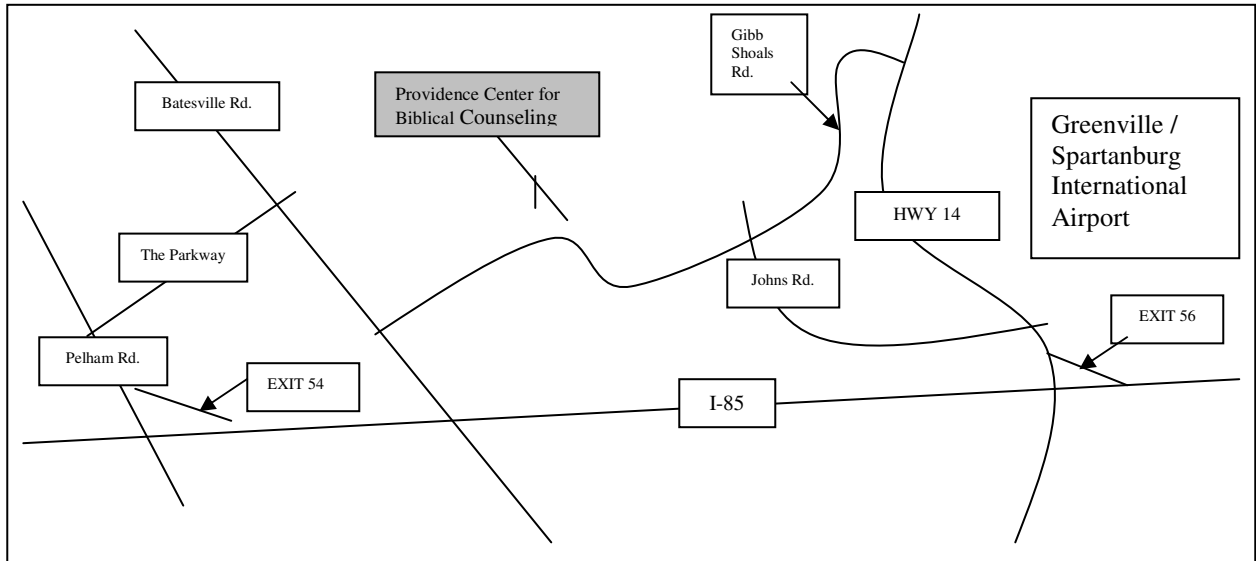 Gibb
Shoals
Rd.
Batesville Rd.
Providence Center for
Biblical Counseling
Greenville /
Spartanburg
International
Airport
HWY 14
The Parkway
Johns Rd.
EXIT 56
Pelham Rd.
EXIT 54
I-85